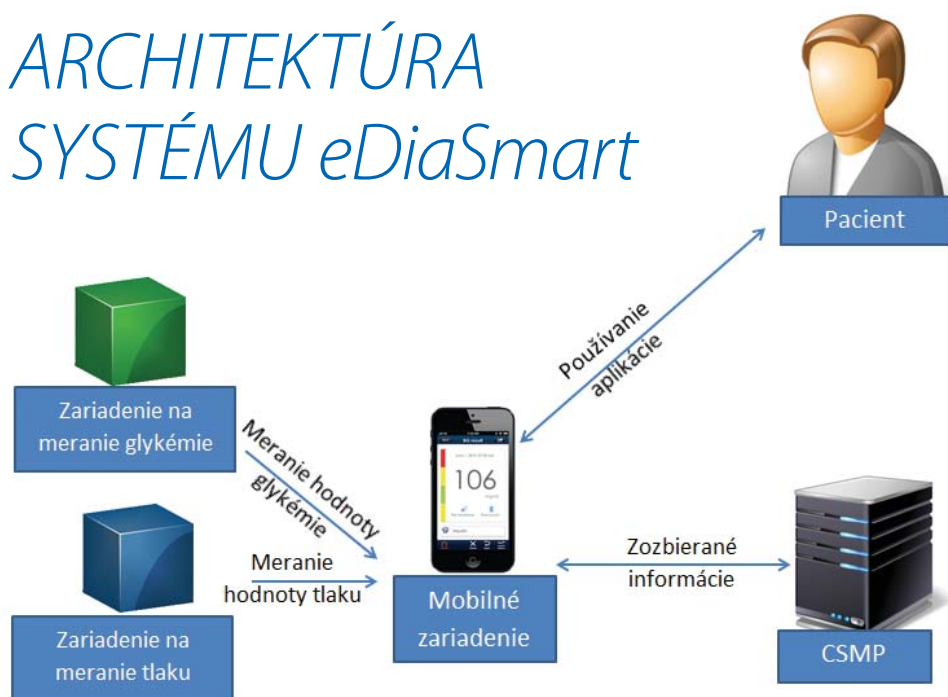 ARCHITEKTÚRA
SYSTÉMU eDiaSmart
Pacient
Používanie
aplikácie
Zariadenie na
meranie glykémie
Meranie hodnoty
glykémie
106
Meranie
hodnoty tlaku
Zozbierané
informácie
Mobilné
zariadenie
Zariadenie na
meranie tlaku
CSMP